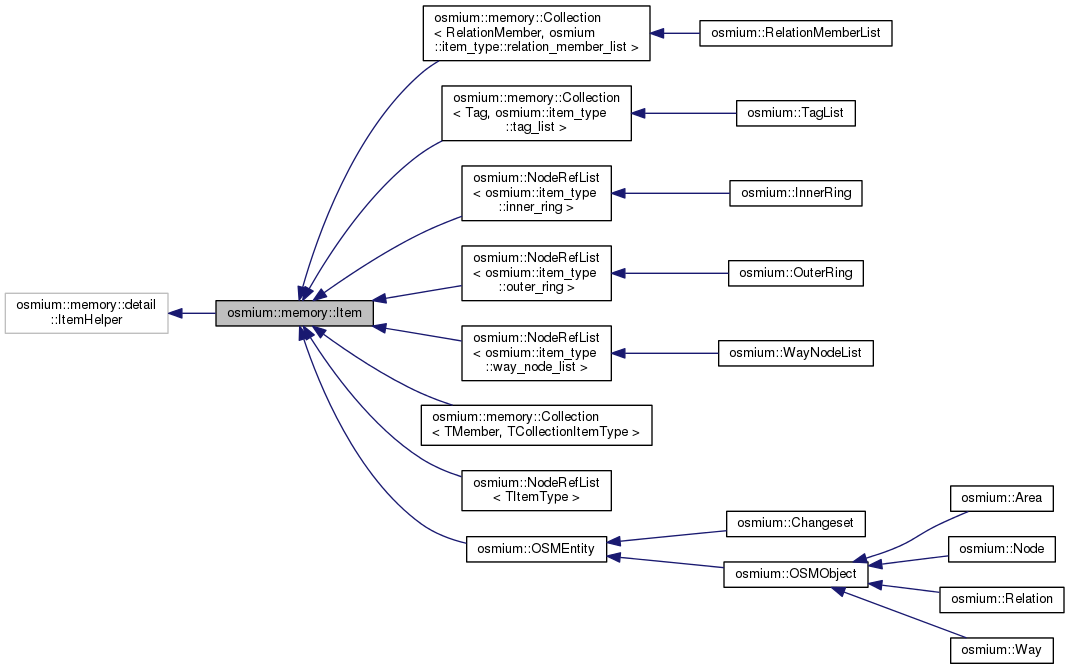 osmium::memory::Collection
< RelationMember, osmium
::item_type::relation_member_list >
osmium::RelationMemberList
osmium::memory::Collection
< Tag, osmium::item_type
::tag_list >
osmium::TagList
osmium::NodeRefList
< osmium::item_type
::inner_ring >
osmium::InnerRing
osmium::NodeRefList
< osmium::item_type
::outer_ring >
osmium::OuterRing
osmium::memory::detail
::ItemHelper
osmium::memory::Item
osmium::NodeRefList
< osmium::item_type
::way_node_list >
osmium::WayNodeList
osmium::memory::Collection
< TMember, TCollectionItemType >
osmium::NodeRefList
< TItemType >
osmium::OSMEntity
osmium::Changeset
osmium::OSMObject
osmium::Area
osmium::Node
osmium::Relation
osmium::Way